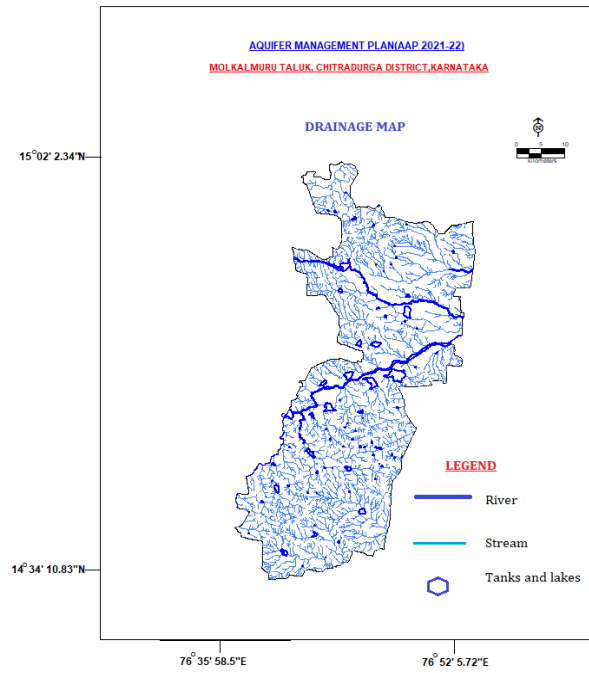 AQUIFER MANAGEMENT PLAN(AAP 2021-22)
MOLKALMURU TALUK, CHITRADURGA DISTRICT,KARNATAKA
DRAINAGE MAP
0 5 10
kilometers
15°02' 2.34"N
LEGEND
River
Stream
Tanks and lakes
14°34' 10.83"N
76°35' 58.5"E
76°52' 5.72"E